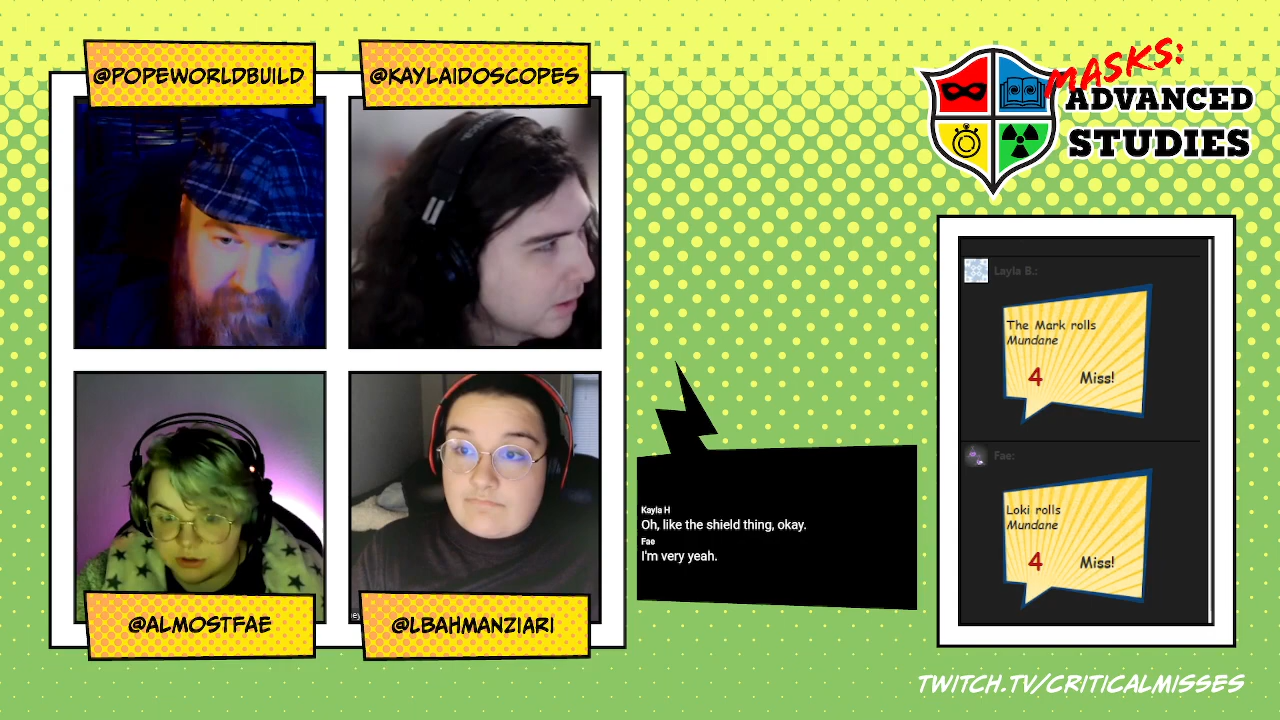 @POPEWORLDBUILD
@KAYLAIDOSCOPES
@ALMOSTFAE
@LBAHMANZIARI
MASKS:
ADVANCED
STUDIES
Kayla H
Oh, like the shield thing, okay.
Fae
I'm very yeah.
Layla B.:
The Mark rolls
Mundane
4 Miss!
Fae:
Loki rolls
Mundane
4 Miss!
TWITCH.TV/CRITICALMISSES